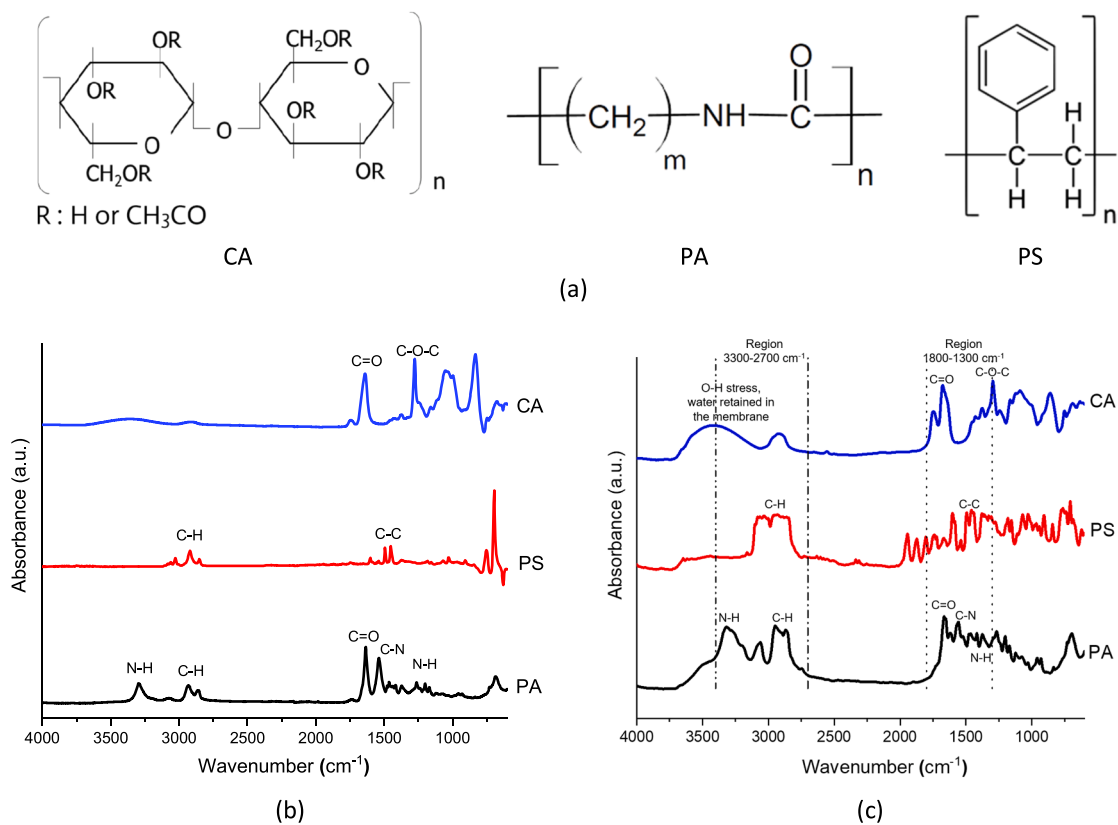 CH₂OR
OR
O
OR
OR
O
O
CH₂OR
OR
n
R : H or CH₃CO
CA
O
(CH₂)m NH C
n
PA
H
C C
H H
n
PS
(a)
C=O
C-O-C
CA
C-H
C-C
PS
N-H
C-H
C=O
C-N
N-H
PA
Absorbance (a.u.)
4000 3500 3000 2500 2000 1500 1000
Wavenumber (cm⁻¹)
(b)
Region
3300-2700 cm⁻¹
Region
1800-1300 cm⁻¹
O-H stress,
water retained in
the membrane
C=O
C-O-C
CA
C-H
C-C
PS
N-H
C-H
C=O
C-N
N-H
PA
Absorbance (a.u.)
4000 3500 3000 2500 2000 1500 1000
Wavenumber (cm⁻¹)
(c)